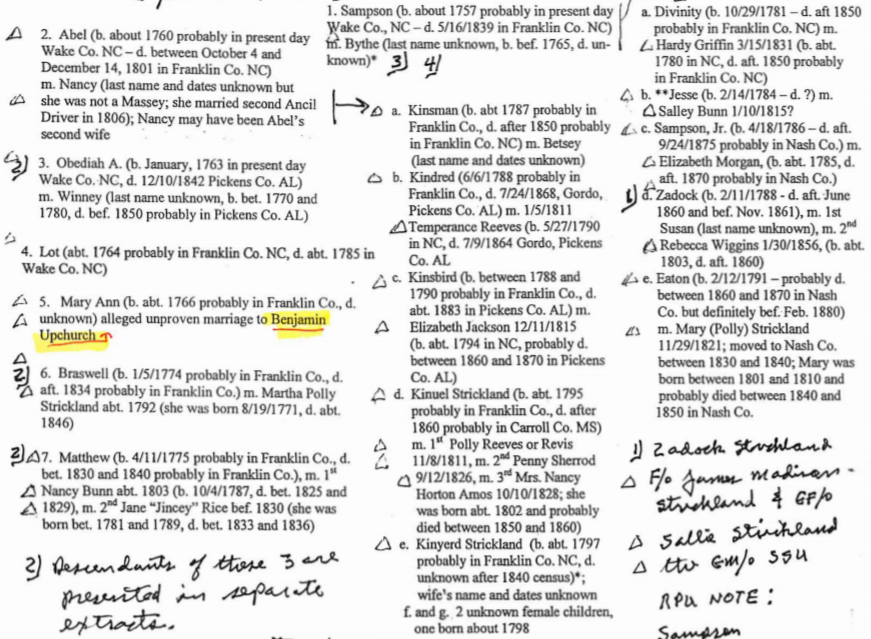 2. Abel (b. about 1760 probably in present day
Wake Co. NC – d. between October 4 and
December 14, 1801 in Franklin Co. NC)
m. Nancy (last name and dates unknown but
she was not a Massey; she married second Ancil
Driver in 1806); Nancy may have been Abel's
second wife
2) 3. Obediah A. (b. January, 1763 in present day
Wake Co. NC, d. 12/10/1842 Pickens Co. AL)
m. Winney (last name unknown, b. bet. 1770 and
1780, d. bef. 1850 probably in Pickens Co. AL)
4. Lot (abt. 1764 probably in Franklin Co. NC, d. abt. 1785 in
Wake Co. NC)
5. Mary Ann (b. abt. 1766 probably in Franklin Co., d.
unknown) alleged unproven marriage to Benjamin
Upchurch
2) 6. Braswell (b. 1/5/1774 probably in Franklin Co., d.
aft. 1834 probably in Franklin Co.) m. Martha Polly
Strickland abt. 1792 (she was born 8/19/1771, d. abt.
1846)
2) 7. Matthew (b. 4/11/1775 probably in Franklin Co., d.
bet. 1830 and 1840 probably in Franklin Co.), m. 1st
Nancy Bunn abt. 1803 (b. 10/4/1787, d. bet. 1825 and
1829), m. 2nd Jane "Jincey" Rice bef. 1830 (she was
born bet. 1781 and 1789, d. bet. 1833 and 1836)
2) Descendants of those 3 are
presented in separate
extracts.
1. Sampson (b. about 1757 probably in present day
Wake Co., NC – d. 5/16/1839 in Franklin Co. NC)
m. Bythe (last name unknown, b. bef. 1765, d. un-
known)* 3) 4)
a. Kinsman (b. abt 1787 probably in
Franklin Co., d. after 1850 probably
in Franklin Co. NC) m. Betsey
(last name and dates unknown)
b. Kindred (6/6/1788 probably in
Franklin Co., d. 7/24/1868, Gordo,
Pickens Co. AL) m. 1/5/1811
Temperance Reeves (b. 5/27/1790
in NC, d. 7/9/1864 Gordo, Pickens
Co. AL
c. Kinsbird (b. between 1788 and
1790 probably in Franklin Co., d.
abt. 1883 in Pickens Co. AL) m.
Elizabeth Jackson 12/11/1815
(b. abt. 1794 in NC, probably d.
between 1860 and 1870 in Pickens
Co. AL)
d. Kinuel Strickland (b. abt. 1795
probably in Franklin Co., d. after
1860 probably in Carroll Co. MS)
m. 1st Polly Reeves or Revis
11/8/1811, m. 2nd Penny Sherrod
9/12/1826, m. 3rd Mrs. Nancy
Horton Amos 10/10/1828; she
was born abt. 1802 and probably
died between 1850 and 1860)
e. Kinyerd Strickland (b. abt. 1797
probably in Franklin Co. NC, d.
unknown after 1840 census)*;
wife's name and dates unknown
f. and g. 2 unknown female children,
one born about 1798
a. Divinity (b. 10/29/1781 – d. aft 1850
probably in Franklin Co. NC) m.
Hardy Griffin 3/15/1831 (b. abt.
1780 in NC, d. aft. 1850 probably
in Franklin Co. NC)
b. **Jesse (b. 2/14/1784 – d. ?) m.
Salley Bunn 1/10/1815?
c. Sampson, Jr. (b. 4/18/1786 – d. aft.
9/24/1875 probably in Nash Co.) m.
Elizabeth Morgan, (b. abt. 1785, d.
aft. 1870 probably in Nash Co.)
1) d. Zadock (b. 2/11/1788 - d. aft. June
1860 and bef. Nov. 1861), m. 1st
Susan (last name unknown), m. 2nd
Rebecca Wiggins 1/30/1856, (b. abt.
1803, d. aft. 1860)
e. Eaton (b. 2/12/1791 – probably d.
between 1860 and 1870 in Nash
Co. but definitely bef. Feb. 1880)
m. Mary (Polly) Strickland
11/29/1821; moved to Nash Co.
between 1830 and 1840; Mary was
born between 1801 and 1810 and
probably died between 1840 and
1850 in Nash Co.
1) Zadock Strickland
F/o James Madison
Strickland & GF/o
Sallie Strickland
GM/o SSU
RPU NOTE:
Sampson